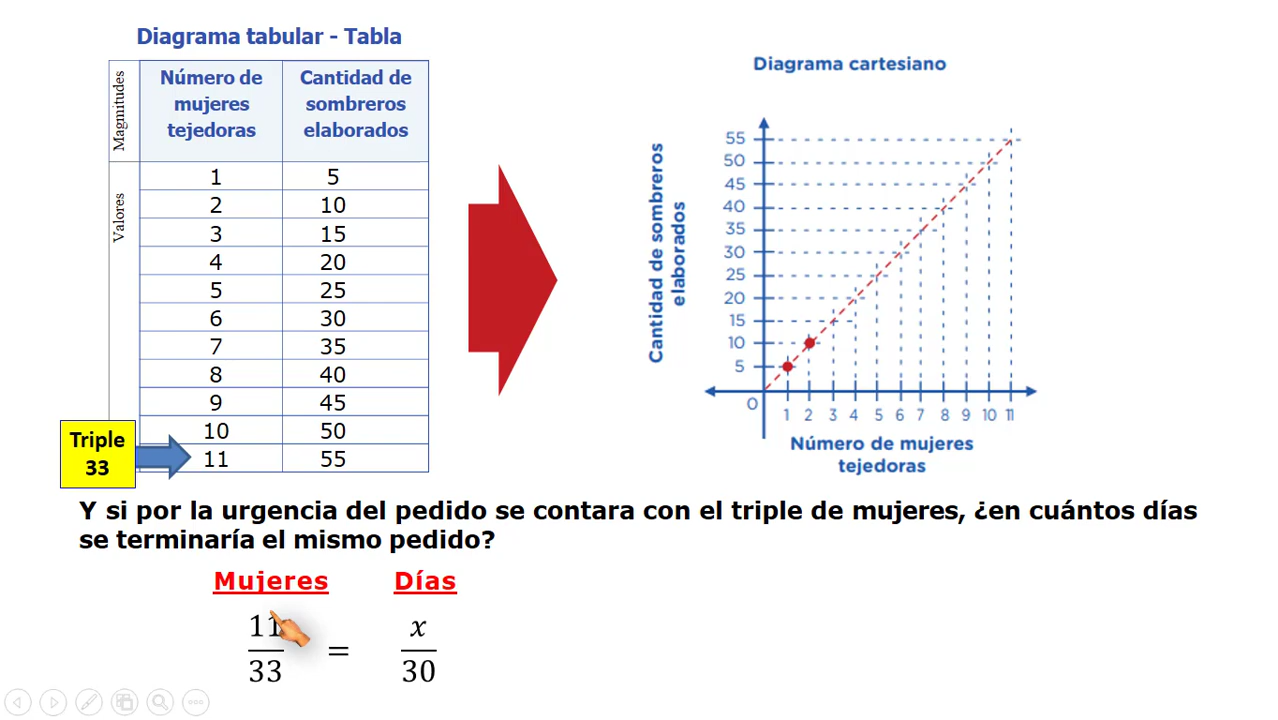 Diagrama tabular - Tabla
Magnitudes
Número de
mujeres
tejedoras
Cantidad de
sombreros
elaborados
Valores
1 5
2 10
3 15
4 20
5 25
6 30
7 35
8 40
9 45
10 50
11 55
Triple
33
Diagrama cartesiano
Cantidad de sombreros
elaborados
55
50
45
40
35
30
25
20
15
10
5
0
1 2 3 4 5 6 7 8 9 10 11
Número de mujeres
tejedoras
Y si por la urgencia del pedido se contara con el triple de mujeres, ¿en cuántos días
se terminaría el mismo pedido?
Mujeres Días
11 x
=
33 30